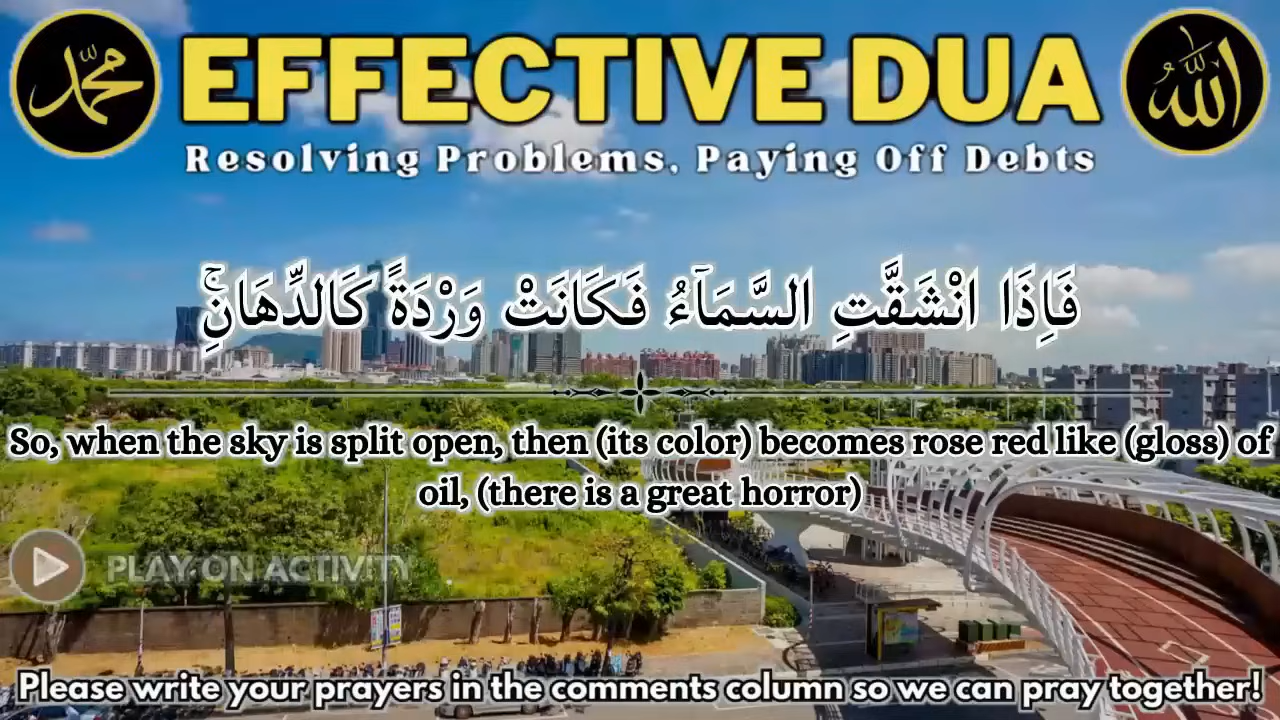 محمد
EFFECTIVE DUA
الله
Resolving Problems, Paying Off Debts
فَاِذَا انْشَقَّتِ السَّمَاۤءُ فَكَانَتْ وَرْدَةً كَالدِّهَانِۚ
So, when the sky is split open, then (its color) becomes rose red like (gloss) of
oil, (there is a great horror)
PLAY ON ACTIVITY
Please write your prayers in the comments column so we can pray together!